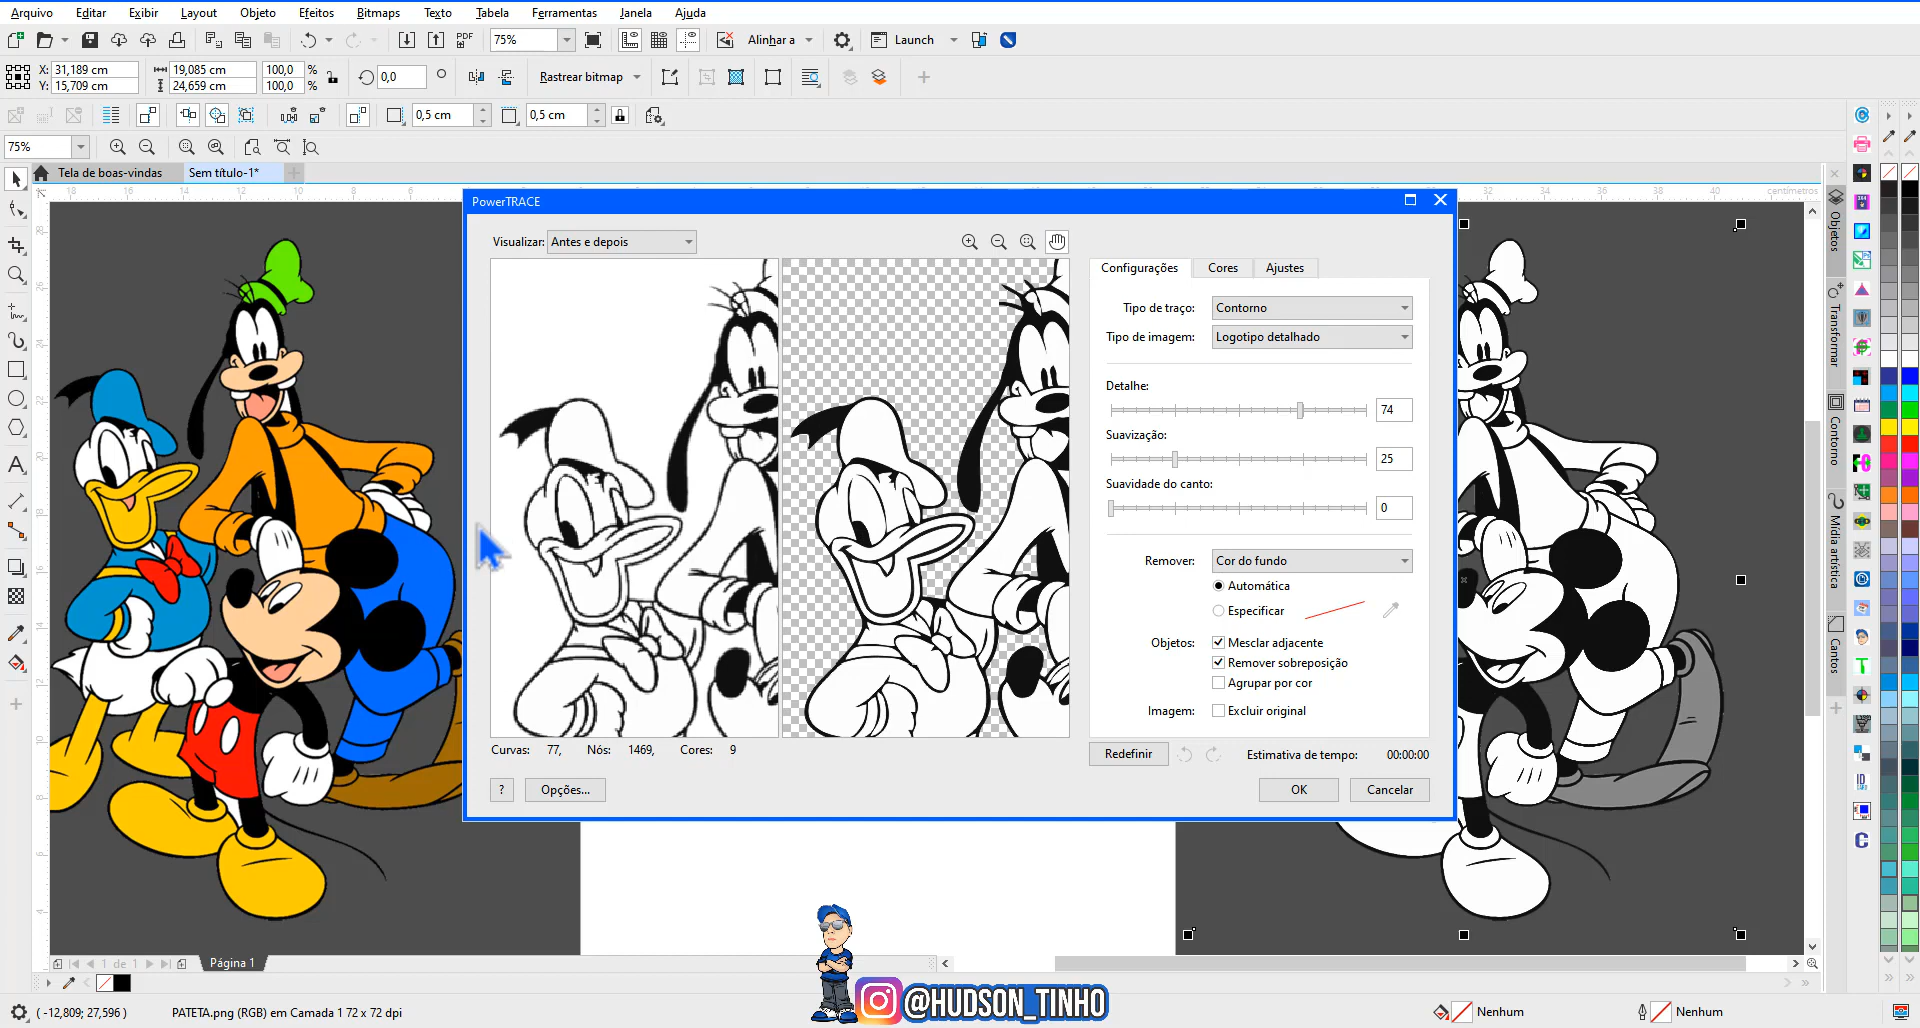 Arquivo Editar Exibir Layout Objeto Efeitos Bitmaps Texto Tabela Ferramentas Janela Ajuda
PDF 75% Alinhar a Launch
X: 31,189 cm 19,085 cm 100,0 %
Y: 15,709 cm 24,659 cm 100,0 %
0,0 Rastrear bitmap
0,5 cm 0,5 cm
75%
Tela de boas-vindas Sem título-1*
centímetros
PowerTRACE
Visualizar: Antes e depois
Configurações Cores Ajustes
Tipo de traço: Contorno
Tipo de imagem: Logotipo detalhado
Detalhe:
74
Suavização:
25
Suavidade do canto:
0
Remover: Cor do fundo
Automática
Especificar
Objetos: Mesclar adjacente
Remover sobreposição
Agrupar por cor
Imagem: Excluir original
Curvas: 77, Nós: 1469, Cores: 9
Redefinir Estimativa de tempo: 00:00:00
? Opções... OK Cancelar
Objetos
Transformar
Contorno
Mídia artística
Cantos
1 de 1 Página 1
@HUDSON_TINHO
( -12,809; 27,596 ) PATETA.png (RGB) em Camada 1 72 x 72 dpi Nenhum Nenhum